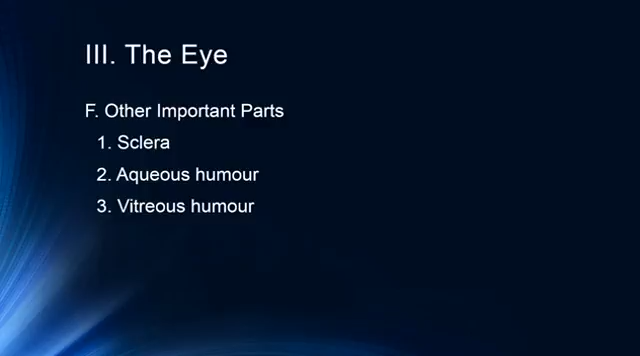 III. The Eye
F. Other Important Parts
1. Sclera
2. Aqueous humour
3. Vitreous humour